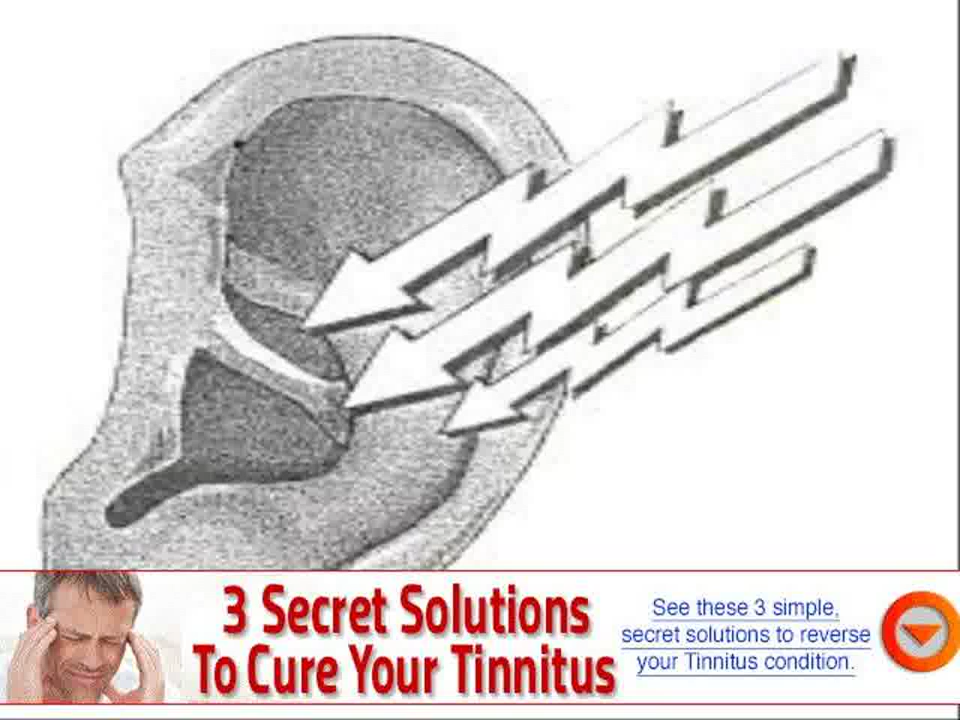 3 Secret Solutions
To Cure Your Tinnitus
See these 3 simple,
secret solutions to reverse
your Tinnitus condition.